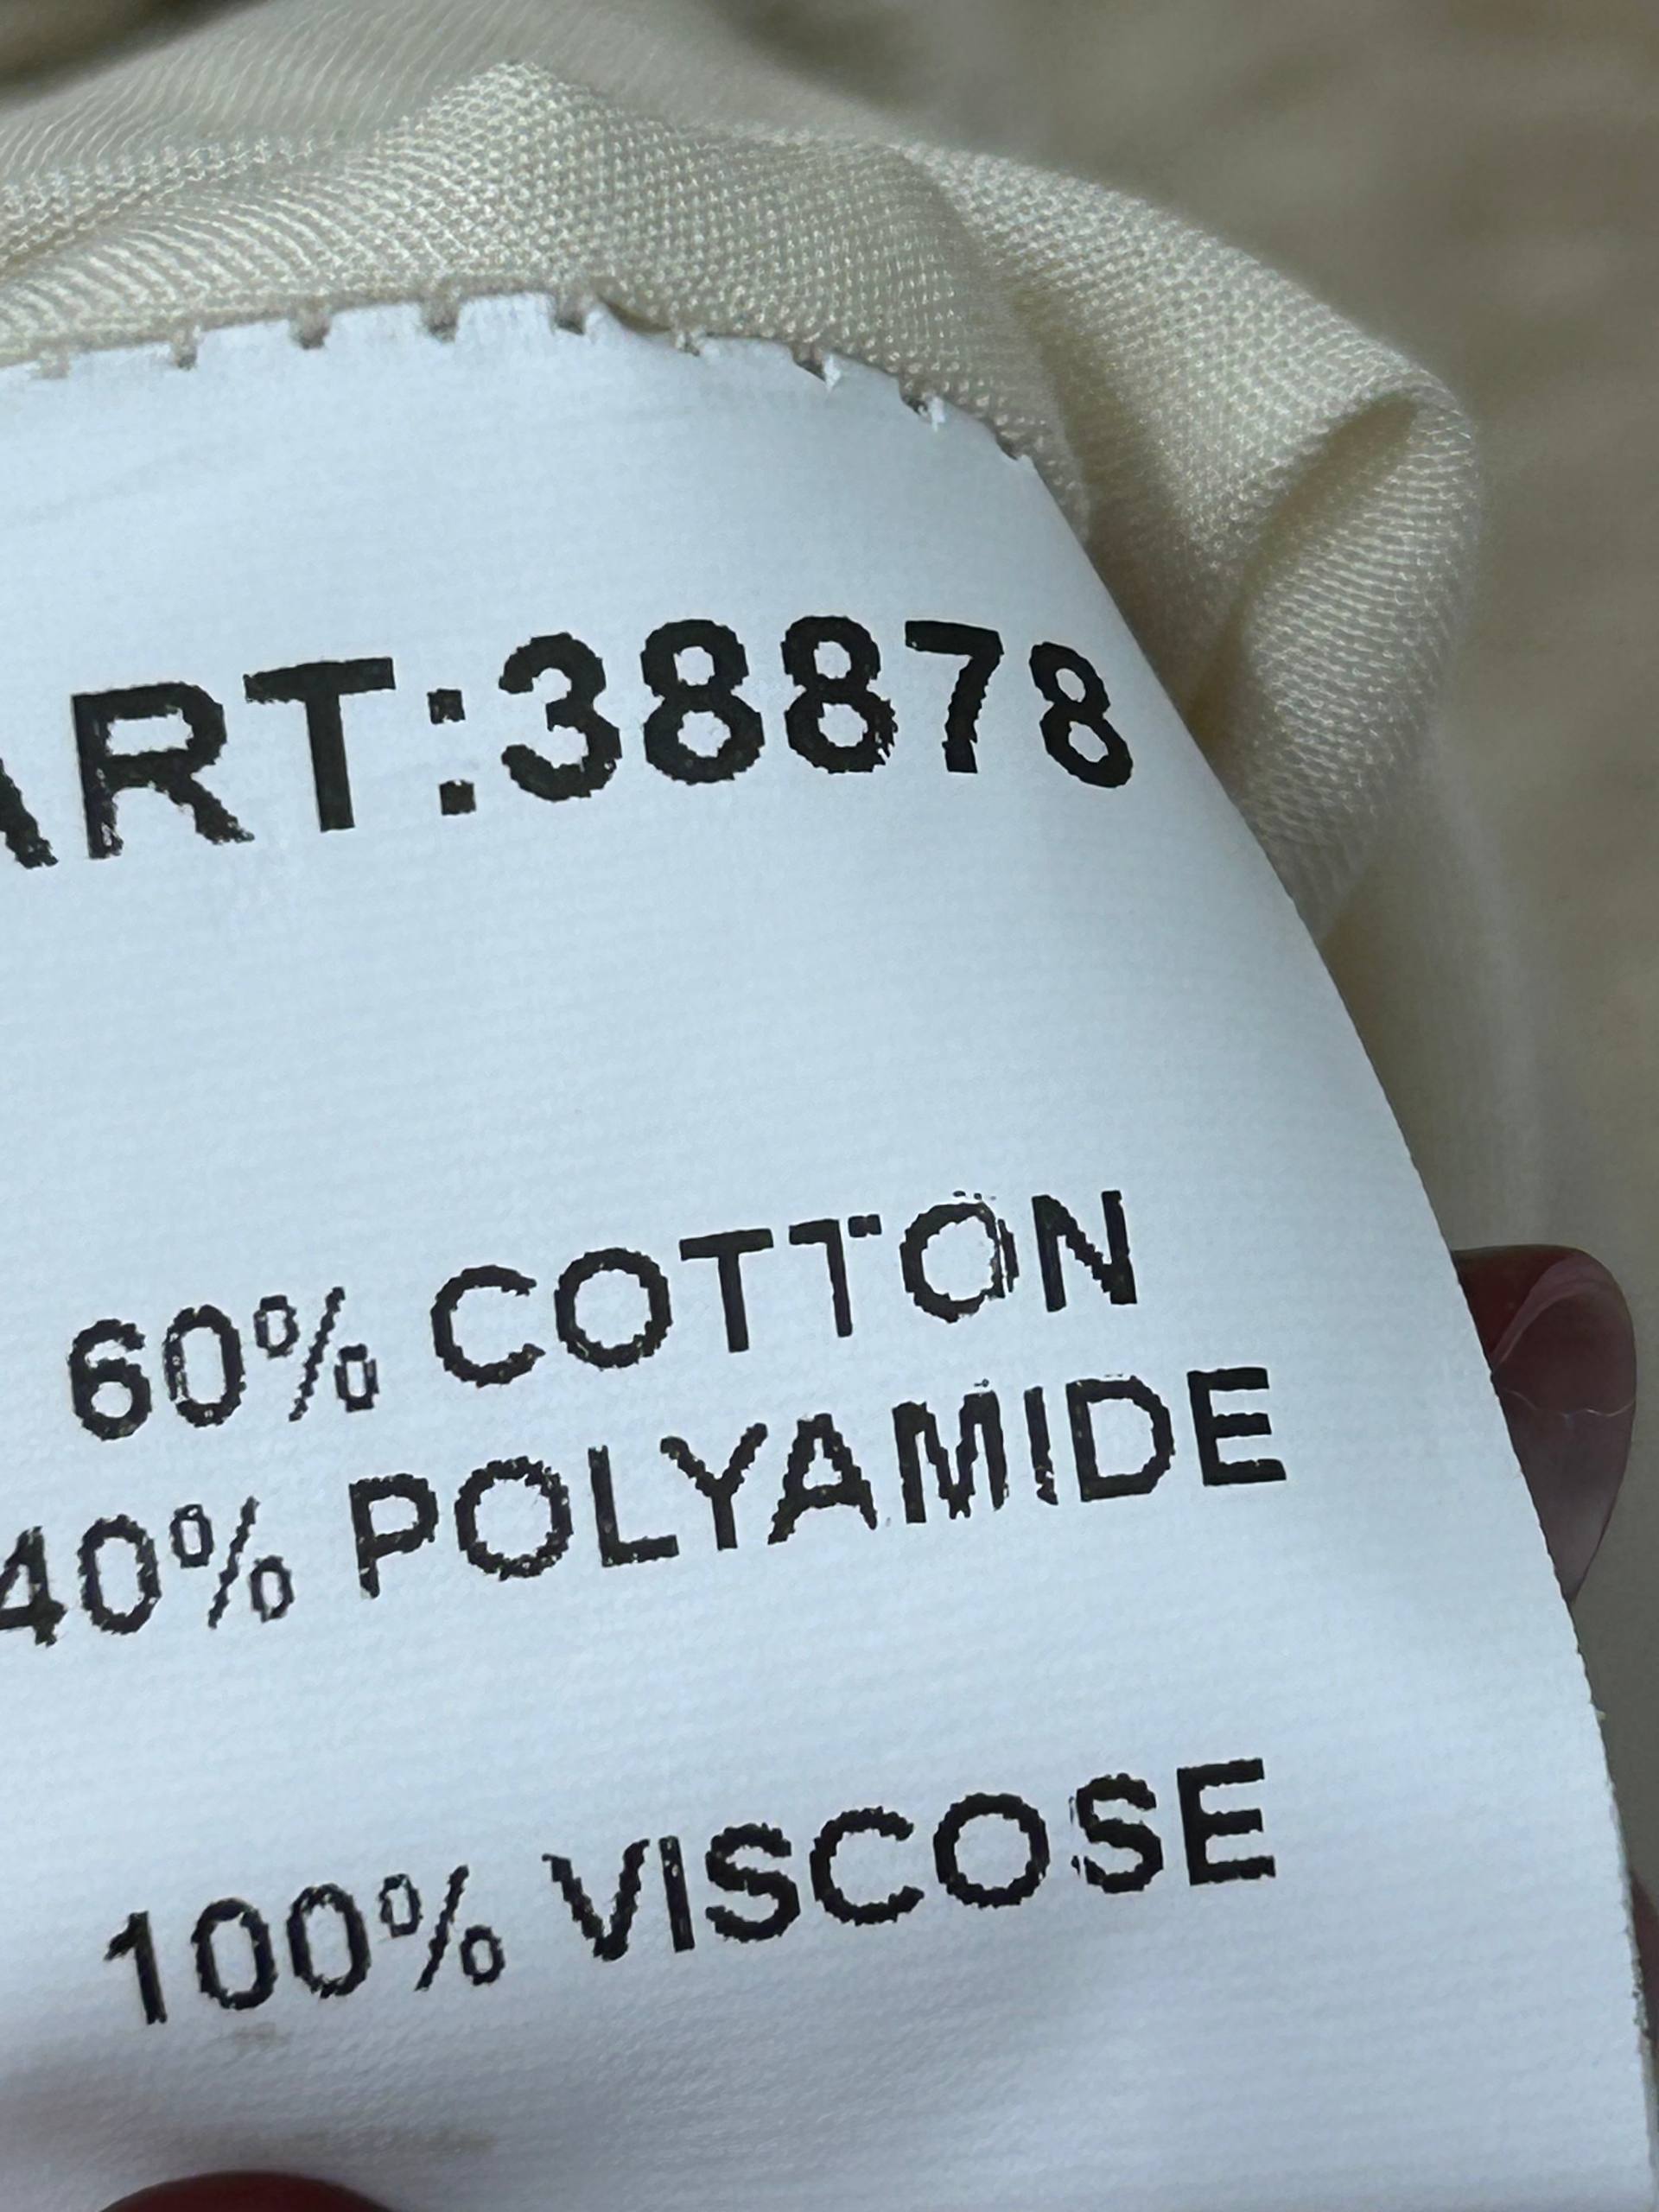 ART:38878
60% COTTON
40% POLYAMIDE
100% VISCOSE